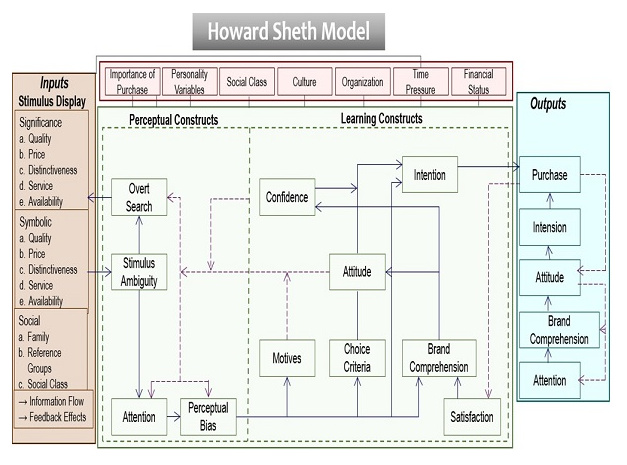 Howard Sheth Model
Importance of
Purchase
Personality
Variables
Social Class
Culture
Organization
Time
Pressure
Financial
Status
Inputs
Stimulus Display
Significance
a. Quality
b. Price
c. Distinctiveness
d. Service
e. Availability
Symbolic
a. Quality
b. Price
c. Distinctiveness
d. Service
e. Availability
Social
a. Family
b. Reference
Groups
c. Social Class
→ Information Flow
→ Feedback Effects
Perceptual Constructs
Overt
Search
Stimulus
Ambiguity
Attention
Perceptual
Bias
Learning Constructs
Confidence
Intention
Attitude
Motives
Choice
Criteria
Brand
Comprehension
Satisfaction
Outputs
Purchase
Intension
Attitude
Brand
Comprehension
Attention